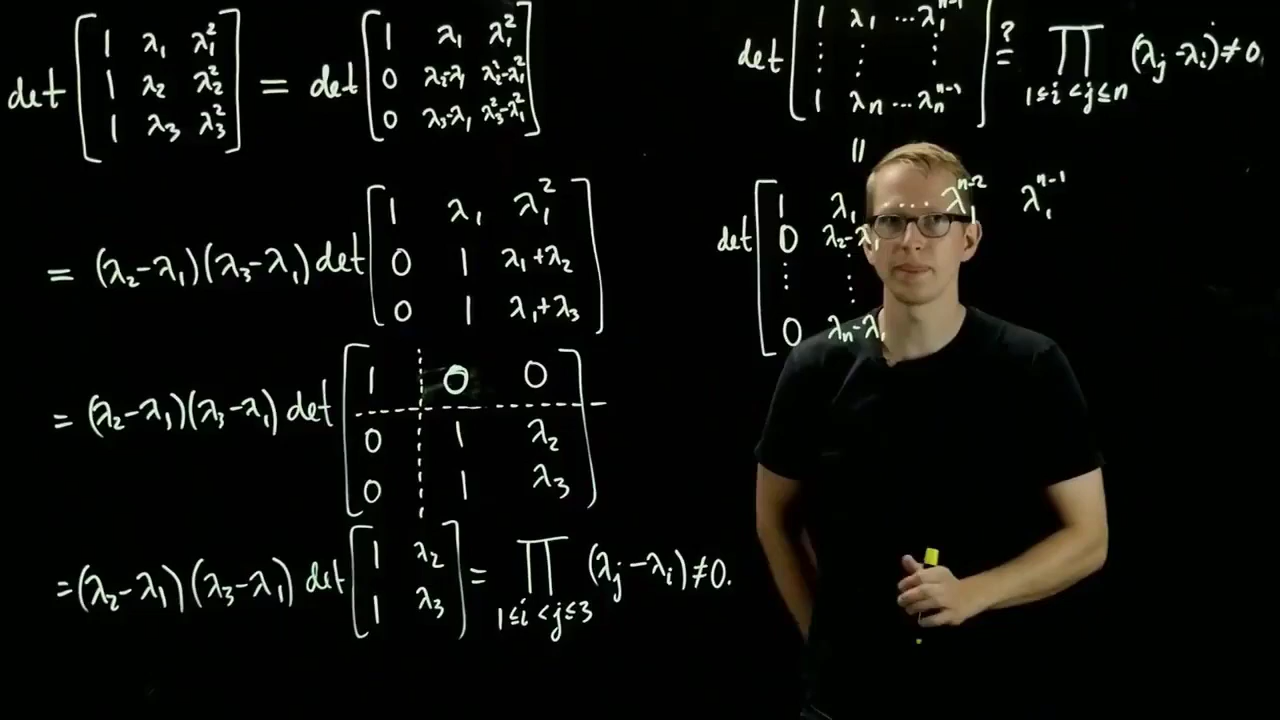 det [ 1 λ₁ λ₁²
1 λ₂ λ₂²
1 λ₃ λ₃² ] = det [ 1 λ₁ λ₁²
0 λ₂-λ₁ λ₂²-λ₁²
0 λ₃-λ₁ λ₃²-λ₁² ]
= (λ₂-λ₁)(λ₃-λ₁) det [ 1 λ₁ λ₁²
0 1 λ₁+λ₂
0 1 λ₁+λ₃ ]
= (λ₂-λ₁)(λ₃-λ₁) det [ 1 0 0
0 1 λ₂
0 1 λ₃ ]
= (λ₂-λ₁)(λ₃-λ₁) det [ 1 λ₂
1 λ₃ ] = ∏ (λⱼ-λᵢ) ≠ 0.
1≤i<j≤3
det [ 1 λ₁ ... λ₁ⁿ⁻¹
⋮ ⋮ ⋮
1 λₙ ... λₙⁿ⁻¹ ] ≟ ∏ (λⱼ-λᵢ) ≠ 0.
1≤i<j≤n
||
det [ 1 λ₁ ... λ₁ⁿ⁻² λ₁ⁿ⁻¹
0 λ₂-λ₁
⋮ ⋮
0 λₙ-λ₁